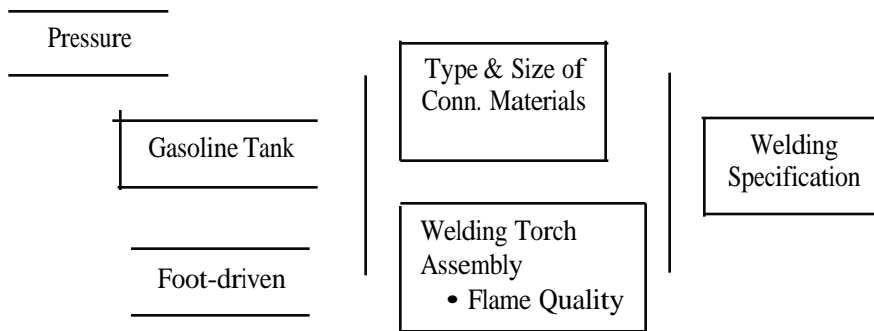 Pressure
Gasoline Tank
Foot-driven
Type & Size of
Conn. Materials
Welding Torch
Assembly
• Flame Quality
Welding
Specification